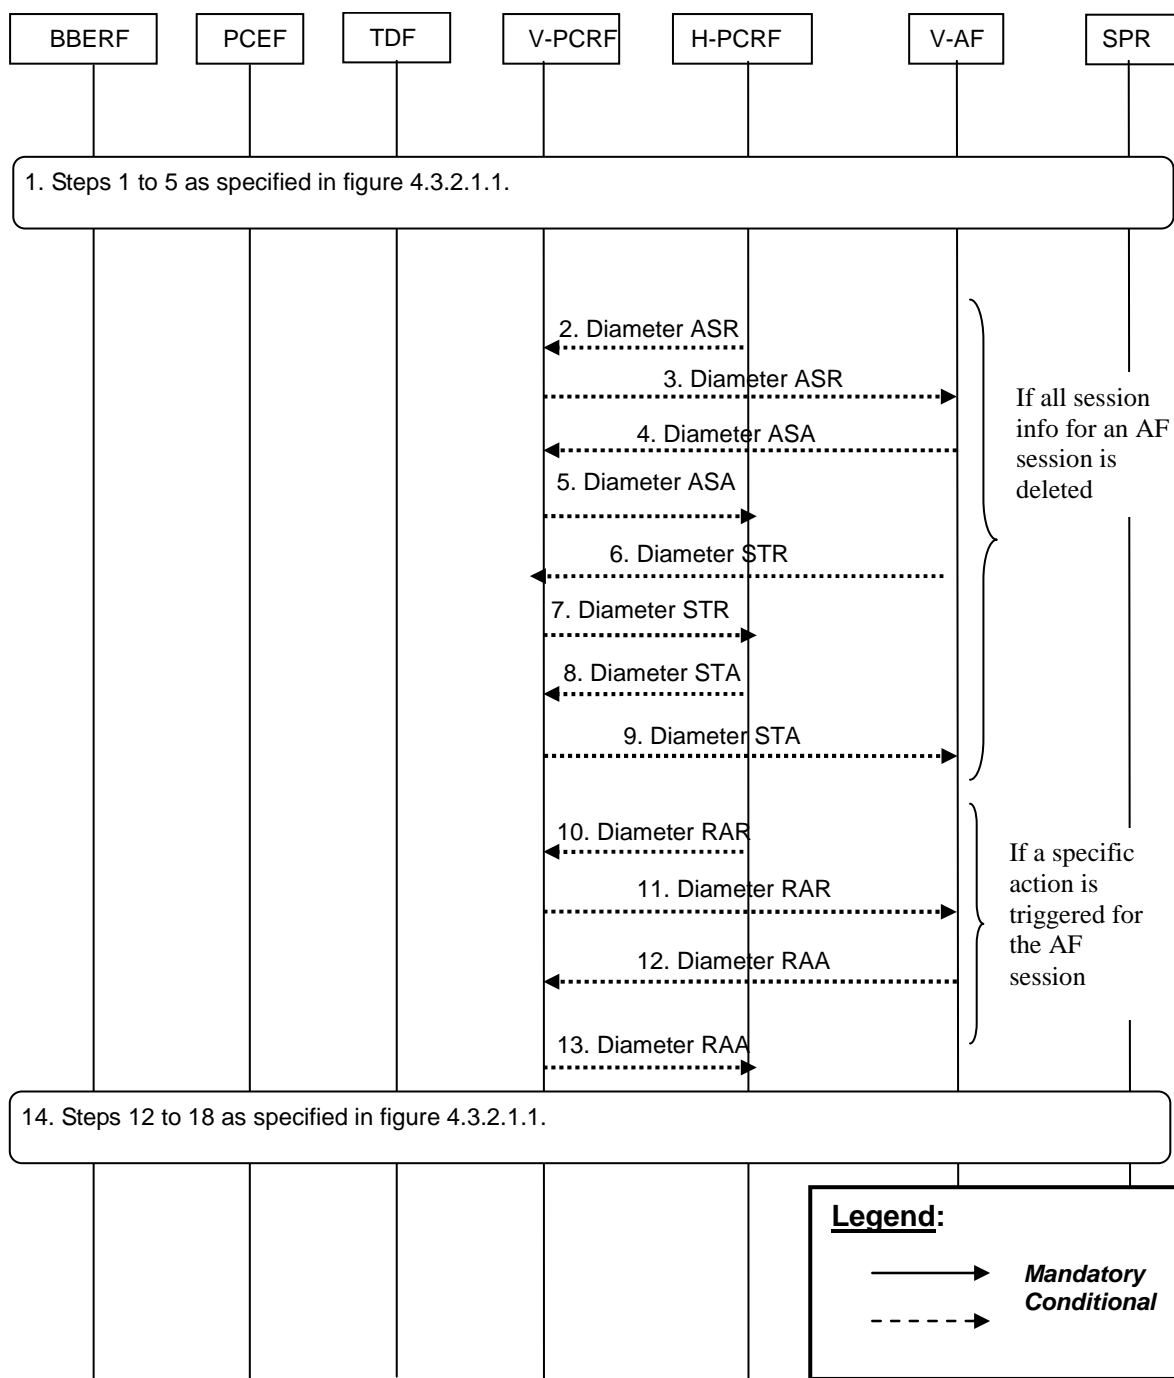 BBERF PCEF TDF V-PCRF H-PCRF V-AF SPR
1. Steps 1 to 5 as specified in figure 4.3.2.1.1.
2. Diameter ASR
3. Diameter ASR
4. Diameter ASA
5. Diameter ASA
6. Diameter STR
7. Diameter STR
8. Diameter STA
9. Diameter STA
If all session
info for an AF
session is
deleted
10. Diameter RAR
11. Diameter RAR
12. Diameter RAA
13. Diameter RAA
If a specific
action is
triggered for
the AF
session
14. Steps 12 to 18 as specified in figure 4.3.2.1.1.
Legend:
Mandatory
Conditional